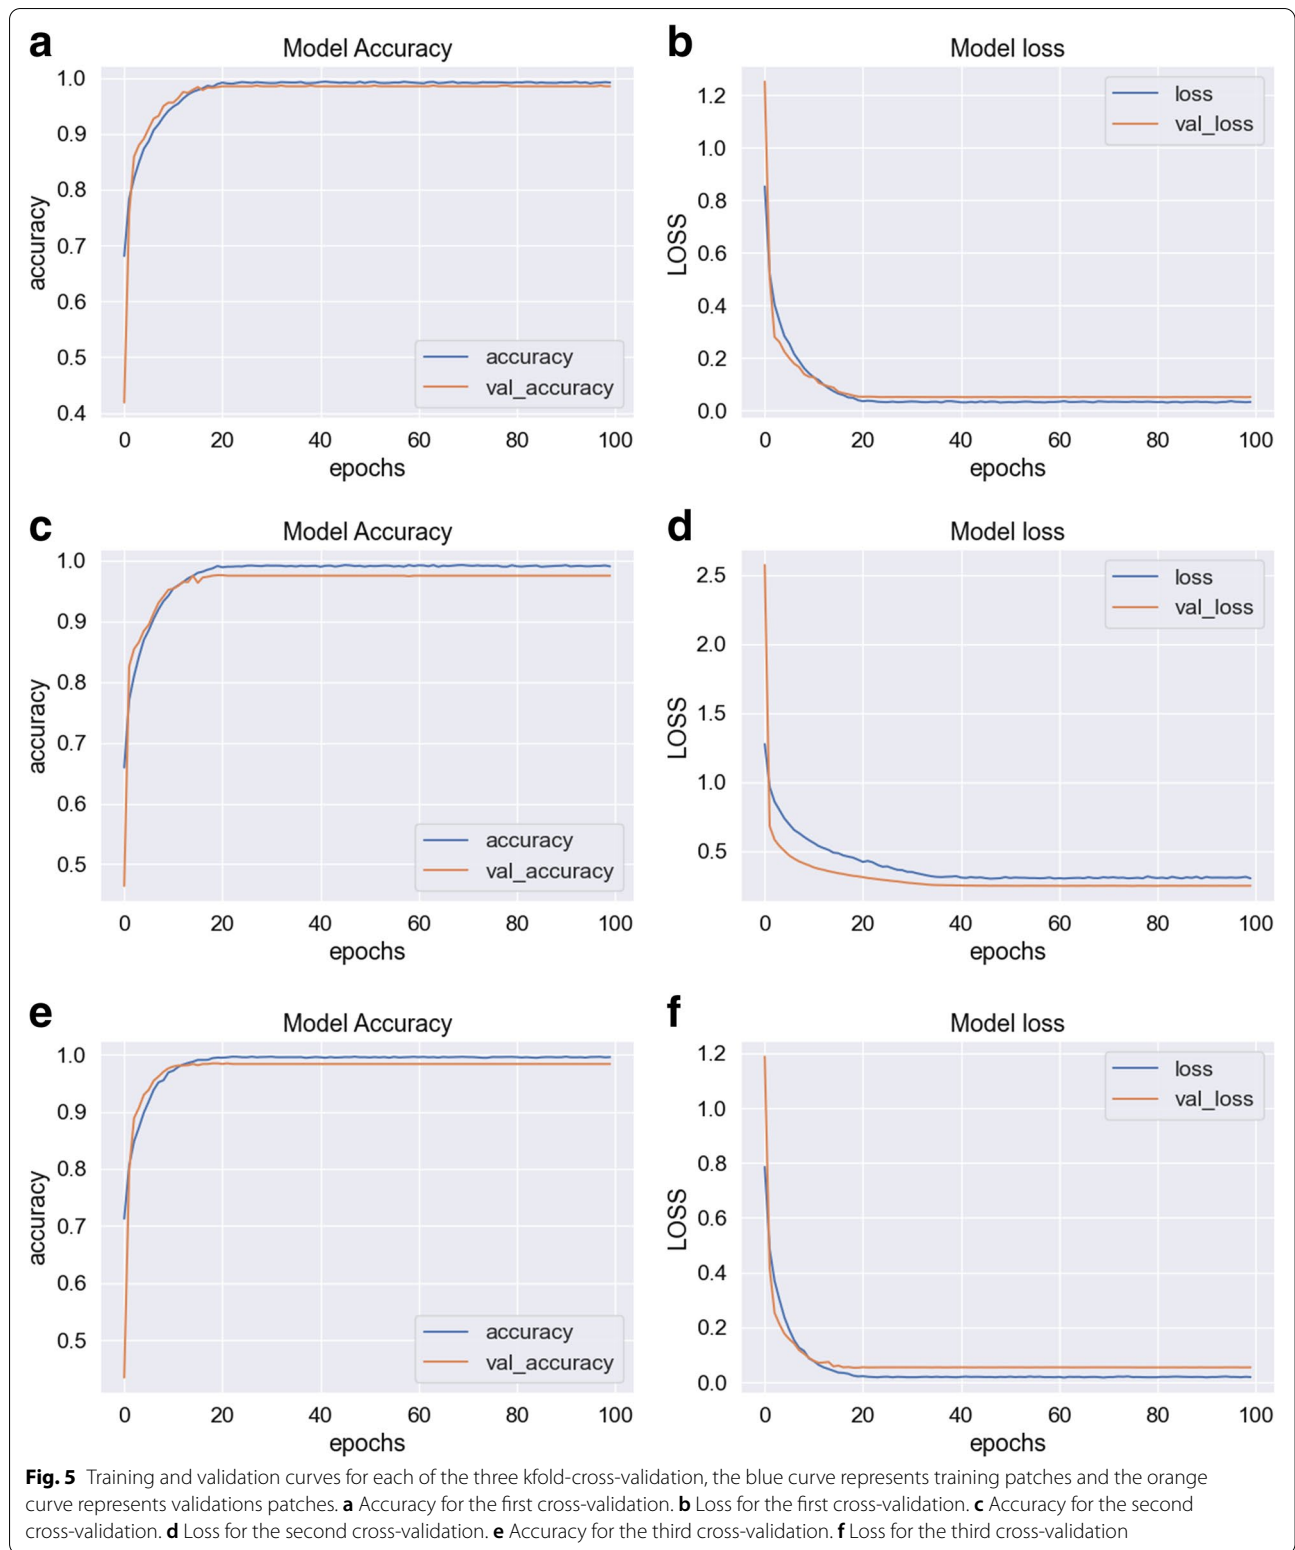 a
Model Accuracy
1.0
0.9
0.8
0.7
0.6
0.5
0.4
accuracy
accuracy
val_accuracy
0 20 40 60 80 100
epochs
b
Model loss
1.2
1.0
0.8
0.6
0.4
0.2
0.0
LOSS
loss
val_loss
0 20 40 60 80 100
epochs
c
Model Accuracy
1.0
0.9
0.8
0.7
0.6
0.5
accuracy
accuracy
val_accuracy
0 20 40 60 80 100
epochs
d
Model loss
2.5
2.0
1.5
1.0
0.5
LOSS
loss
val_loss
0 20 40 60 80 100
epochs
e
Model Accuracy
1.0
0.9
0.8
0.7
0.6
0.5
accuracy
accuracy
val_accuracy
0 20 40 60 80 100
epochs
f
Model loss
1.2
1.0
0.8
0.6
0.4
0.2
0.0
LOSS
loss
val_loss
0 20 40 60 80 100
epochs
Fig. 5 Training and validation curves for each of the three kfold-cross-validation, the blue curve represents training patches and the orange
curve represents validations patches. a Accuracy for the first cross-validation. b Loss for the first cross-validation. c Accuracy for the second
cross-validation. d Loss for the second cross-validation. e Accuracy for the third cross-validation. f Loss for the third cross-validation